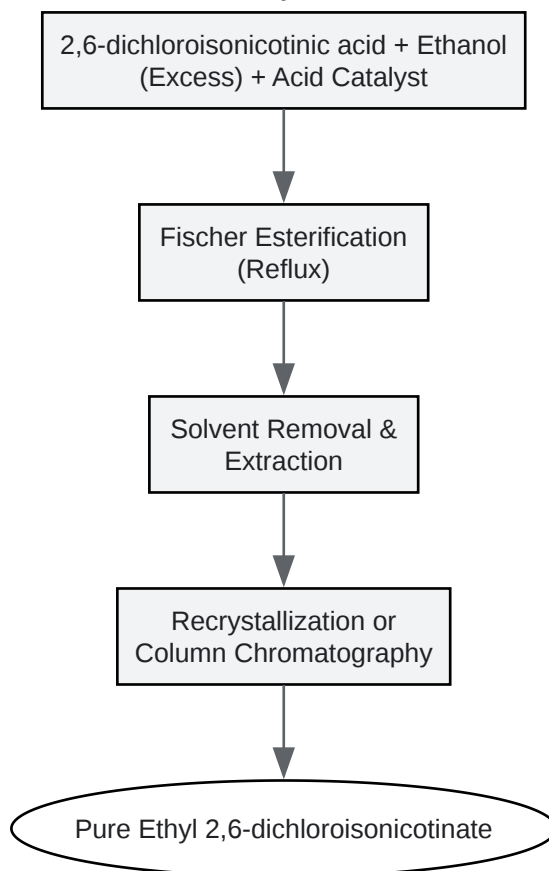 2,6-dichloroisonicotinic acid + Ethanol
(Excess) + Acid Catalyst
Fischer Esterification
(Reflux)
Solvent Removal &
Extraction
Recrystallization or
Column Chromatography
Pure Ethyl 2,6-dichloroisonicotinate